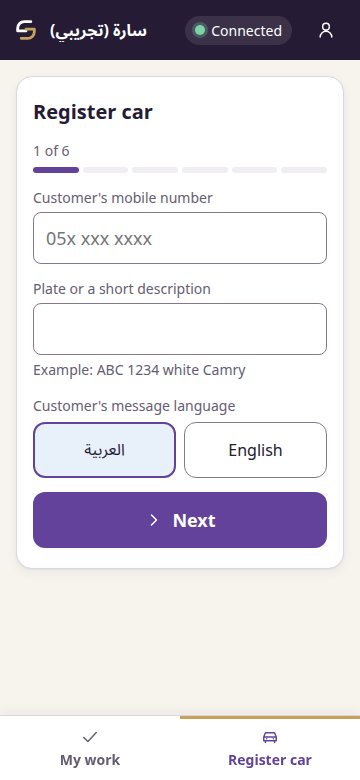 سارة (تجريبي)
Connected
Register car
1 of 6
Customer's mobile number
05x xxx xxxx
Plate or a short description
Example: ABC 1234 white Camry
Customer's message language
العربية
English
Next
My work
Register car